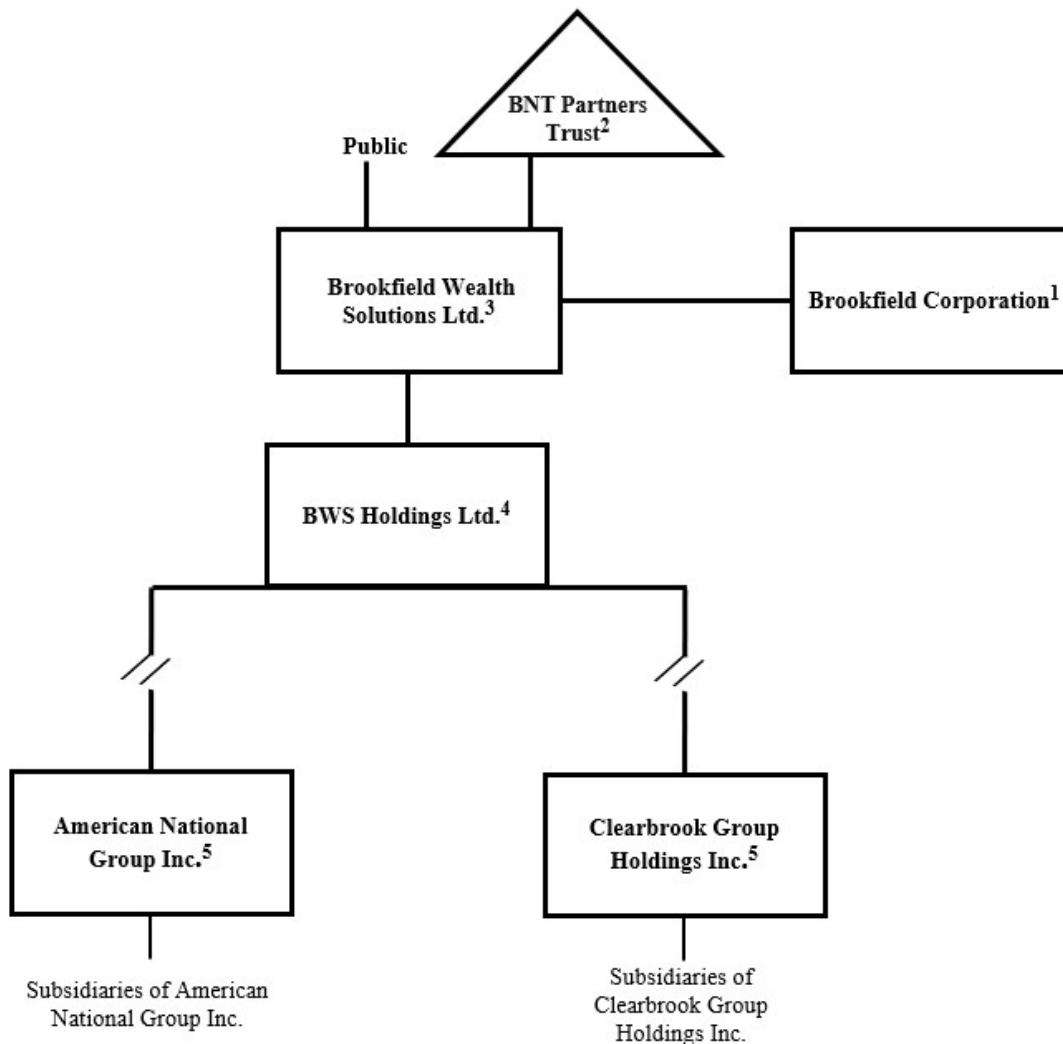 BNT Partners
Trust²
Public
Brookfield Wealth
Solutions Ltd.³
Brookfield Corporation¹
BWS Holdings Ltd.⁴
American National
Group Inc.⁵
Clearbrook Group
Holdings Inc.⁵
Subsidiaries of American
National Group Inc.
Subsidiaries of
Clearbrook Group
Holdings Inc.